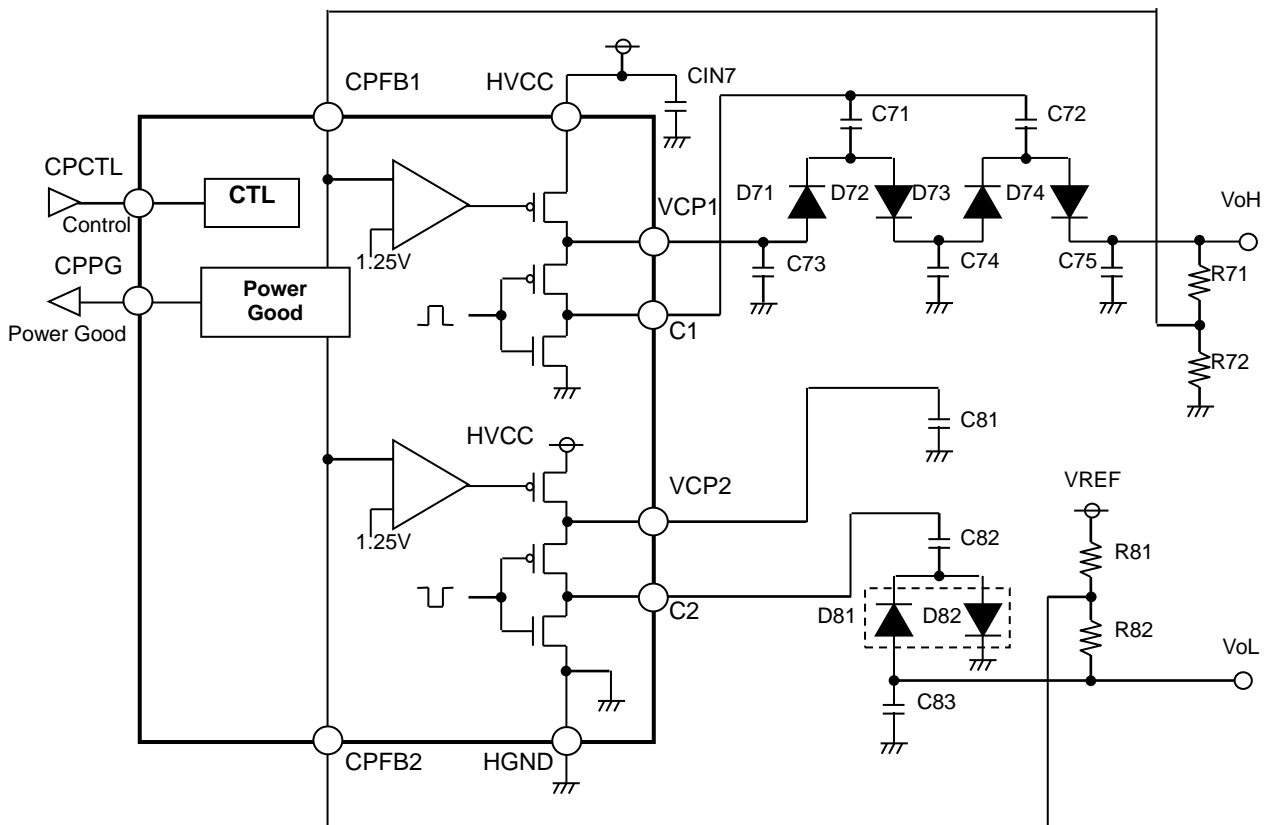 CPFB1
HVCC
CIN7
C71
C72
CPCTL
Control
CTL
VCP1
D71
D72
D73
D74
VoH
1.25V
C73
C74
C75
R71
CPPG
Power Good
Power
Good
C1
R72
HVCC
C81
VCP2
VREF
1.25V
C82
R81
C2
D81
D82
R82
VoL
C83
CPFB2
HGND